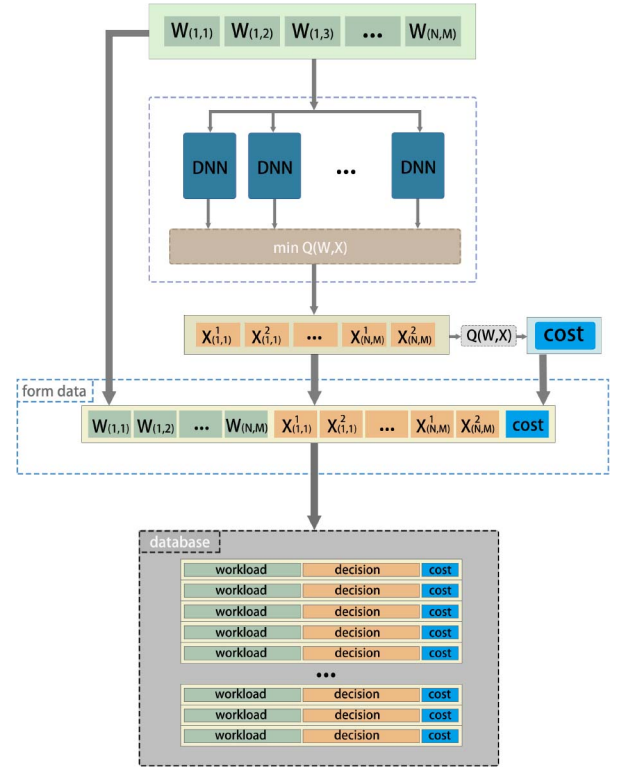 W(1,1) W(1,2) W(1,3) ... W(N,M)
DNN DNN ... DNN
min Q(W,X)
X¹(1,1) X²(1,1) ... X¹(N,M) X²(N,M) Q(W,X) cost
form data
W(1,1) W(1,2) ... W(N,M) X¹(1,1) X²(1,1) ... X¹(N,M) X²(N,M) cost
database
workload decision cost
workload decision cost
workload decision cost
workload decision cost
workload decision cost
...
workload decision cost
workload decision cost
workload decision cost